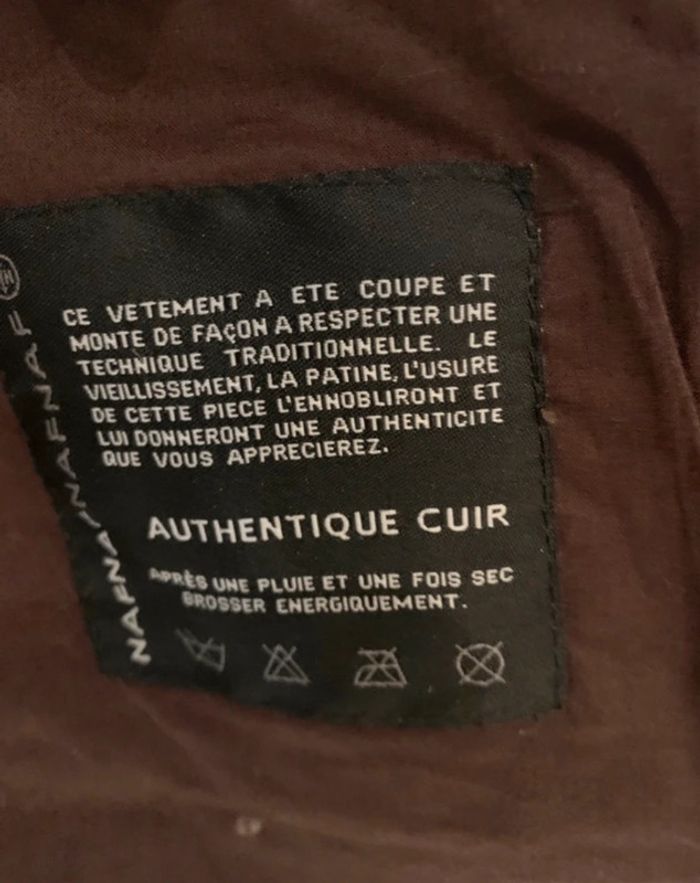 CE VETEMENT A ETE COUPE ET
MONTE DE FAÇON A RESPECTER UNE
TECHNIQUE TRADITIONNELLE. LE
VIEILLISSEMENT, LA PATINE, L'USURE
DE CETTE PIECE L'ENNOBLIRONT ET
LUI DONNERONT UNE AUTHENTICITE
QUE VOUS APPRECIEREZ.
AUTHENTIQUE CUIR
APRÈS UNE PLUIE ET UNE FOIS SEC
BROSSER ENERGIQUEMENT.
NAFNAF/NAFNAF